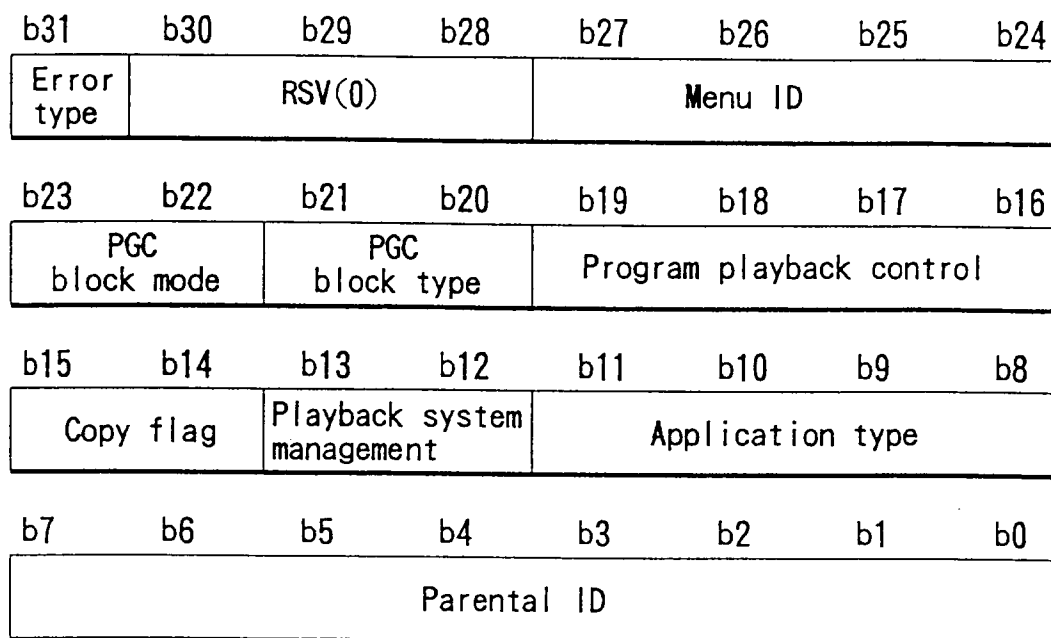 b31 b30 b29 b28 b27 b26 b25 b24
Error type
RSV(0)
Menu ID
b23 b22 b21 b20 b19 b18 b17 b16
PGC block mode
PGC block type
Program playback control
b15 b14 b13 b12 b11 b10 b9 b8
Copy flag
Playback system management
Application type
b7 b6 b5 b4 b3 b2 b1 b0
Parental ID